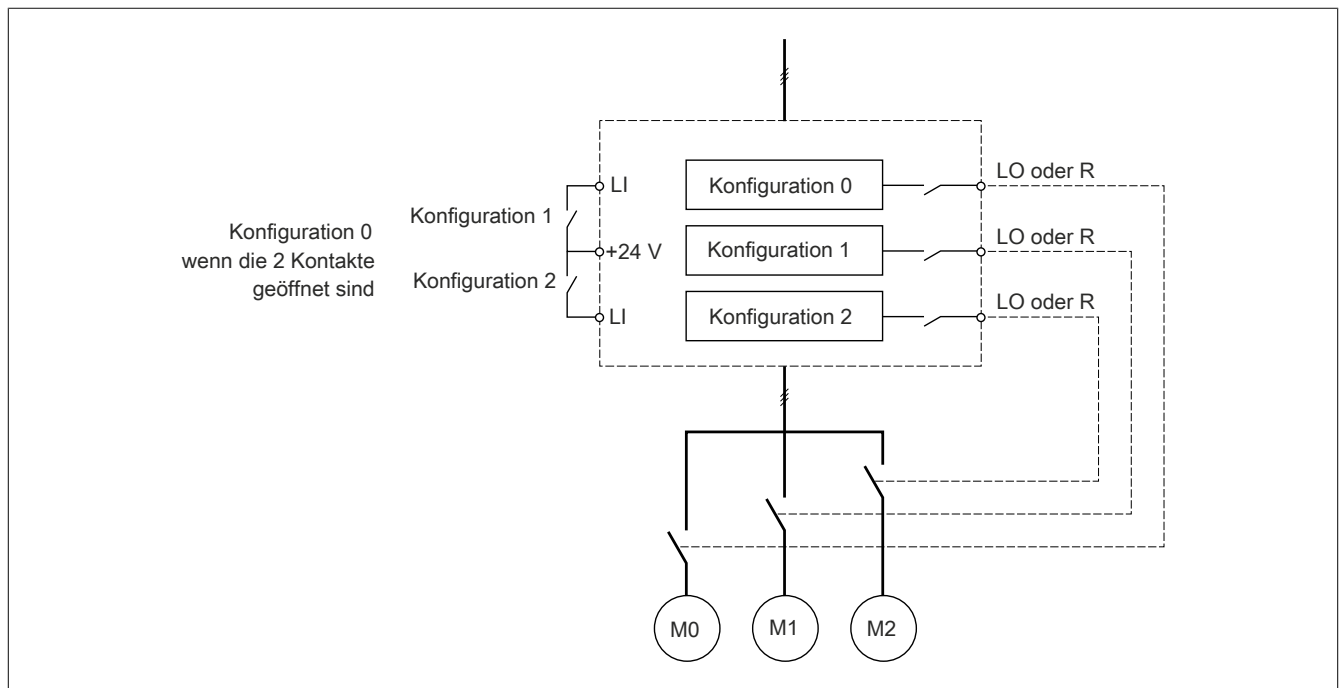 LO oder R
LI
Konfiguration 0
Konfiguration 1
Konfiguration 0
wenn die 2 Kontakte
geöffnet sind
LO oder R
+24 V
Konfiguration 1
Konfiguration 2
LO oder R
LI
Konfiguration 2
M0
M1
M2